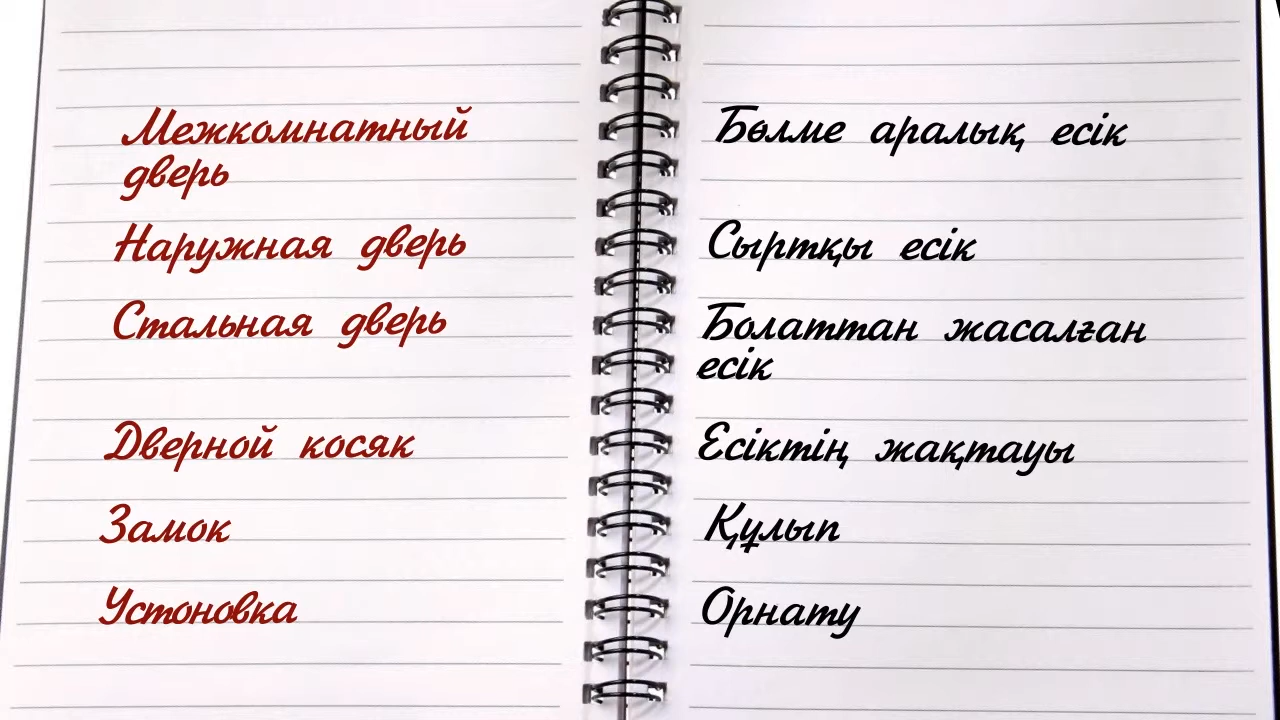 Межкомнатный
дверь
Наружная дверь
Стальная дверь
Дверной косяк
Замок
Устоновка
Бөлме аралық есік
Сыртқы есік
Болаттан жасалған
есік
Есіктің жақтауы
Құлып
Орнату